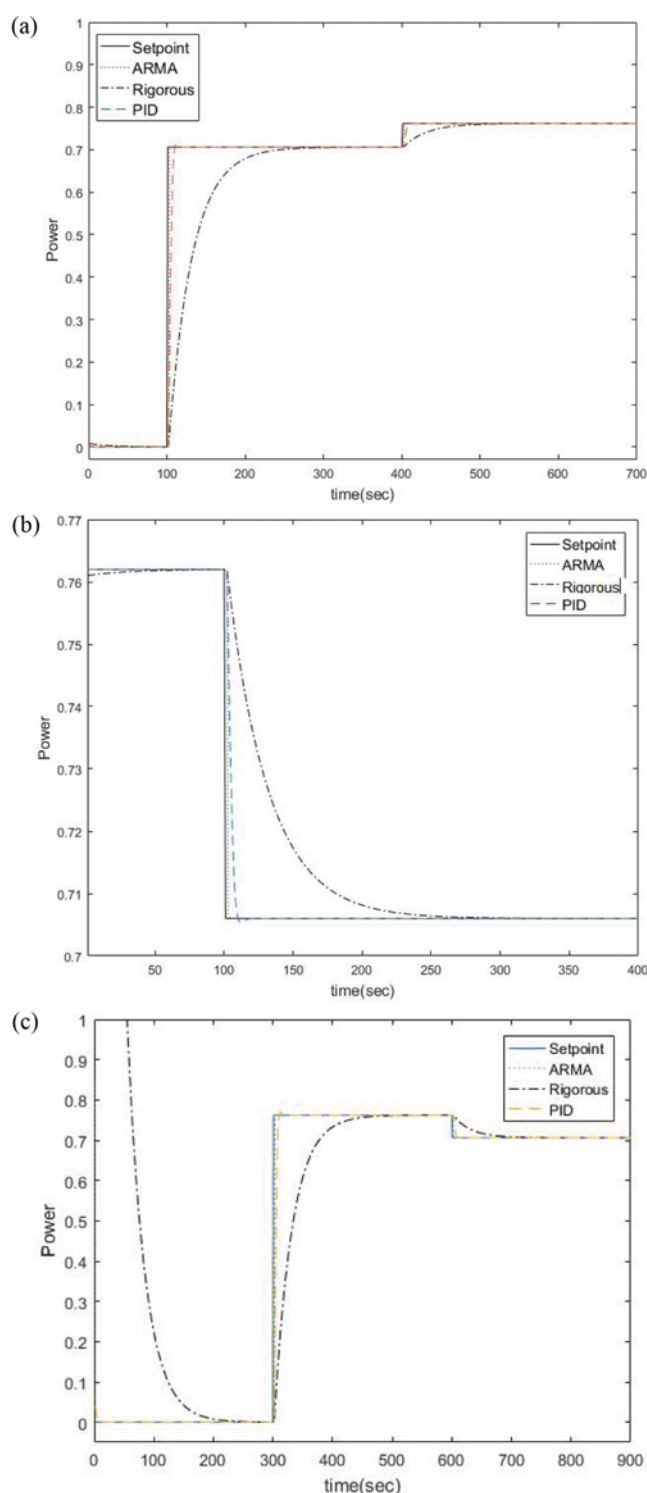 (a)
1
0.9
0.8
0.7
0.6
0.5
0.4
0.3
0.2
0.1
0
Power
Setpoint
ARMA
Rigorous
PID
0 100 200 300 400 500 600 700
time(sec)
(b)
0.77
0.76
0.75
0.74
0.73
0.72
0.71
0.7
Power
Setpoint
ARMA
Rigorous
PID
50 100 150 200 250 300 350 400
time(sec)
(c)
1
0.9
0.8
0.7
0.6
0.5
0.4
0.3
0.2
0.1
0
Power
Setpoint
ARMA
Rigorous
PID
0 100 200 300 400 500 600 700 800 900
time(sec)